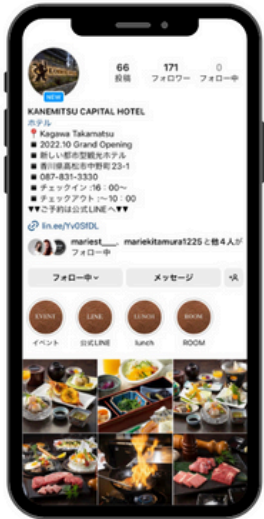 66 171 0
投稿 フォロワー フォロー中
NEW
KANEMITSU CAPITAL HOTEL
ホテル
📍 Kagawa Takamatsu
■ 2022.10 Grand Opening
■ 新しい都市型観光ホテル
■ 香川県高松市中野町23-1
■ 087-831-3330
■ チェックイン :16：00〜
■ チェックアウト :〜10：00
▼▼ご予約は公式LINEへ▼▼
lin.ee/Yv0SfDL
mariest___、mariekitamura1225 と他4人が
フォロー中
フォロー中 メッセージ
EVENT LINE LUNCH ROOM
イベント 公式LINE lunch ROOM